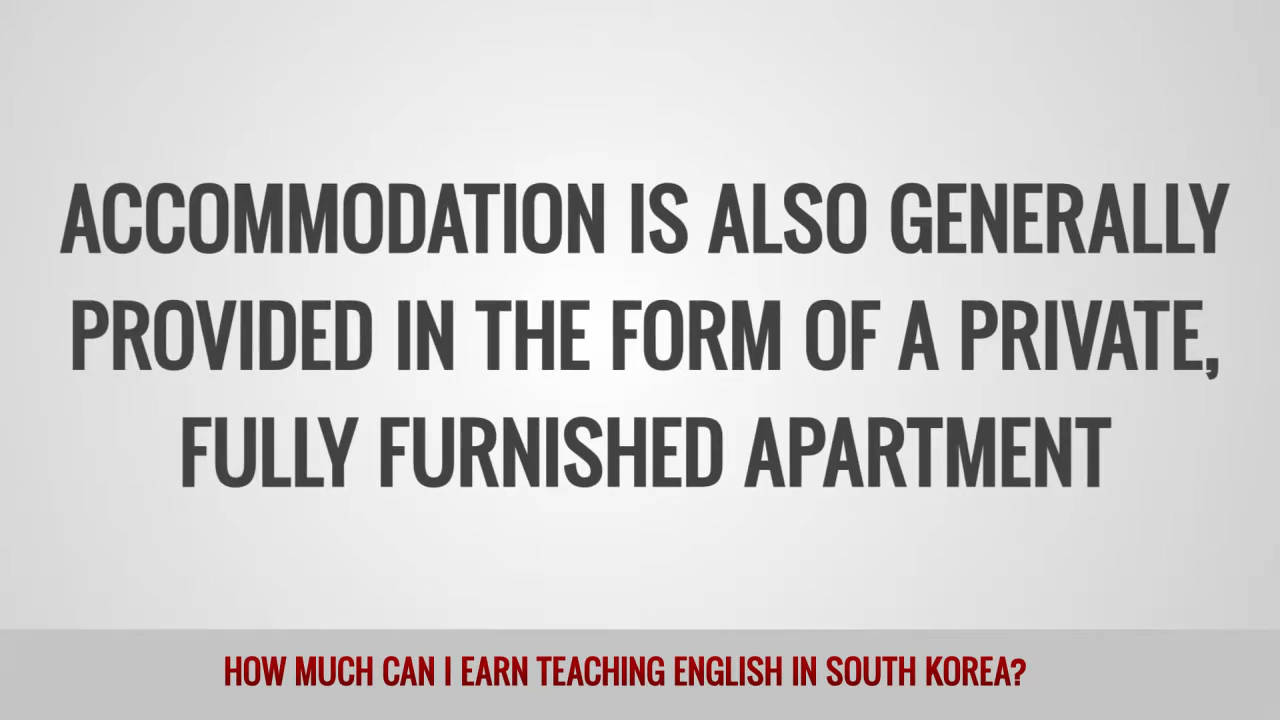 ACCOMMODATION IS ALSO GENERALLY
PROVIDED IN THE FORM OF A PRIVATE,
FULLY FURNISHED APARTMENT
HOW MUCH CAN I EARN TEACHING ENGLISH IN SOUTH KOREA?